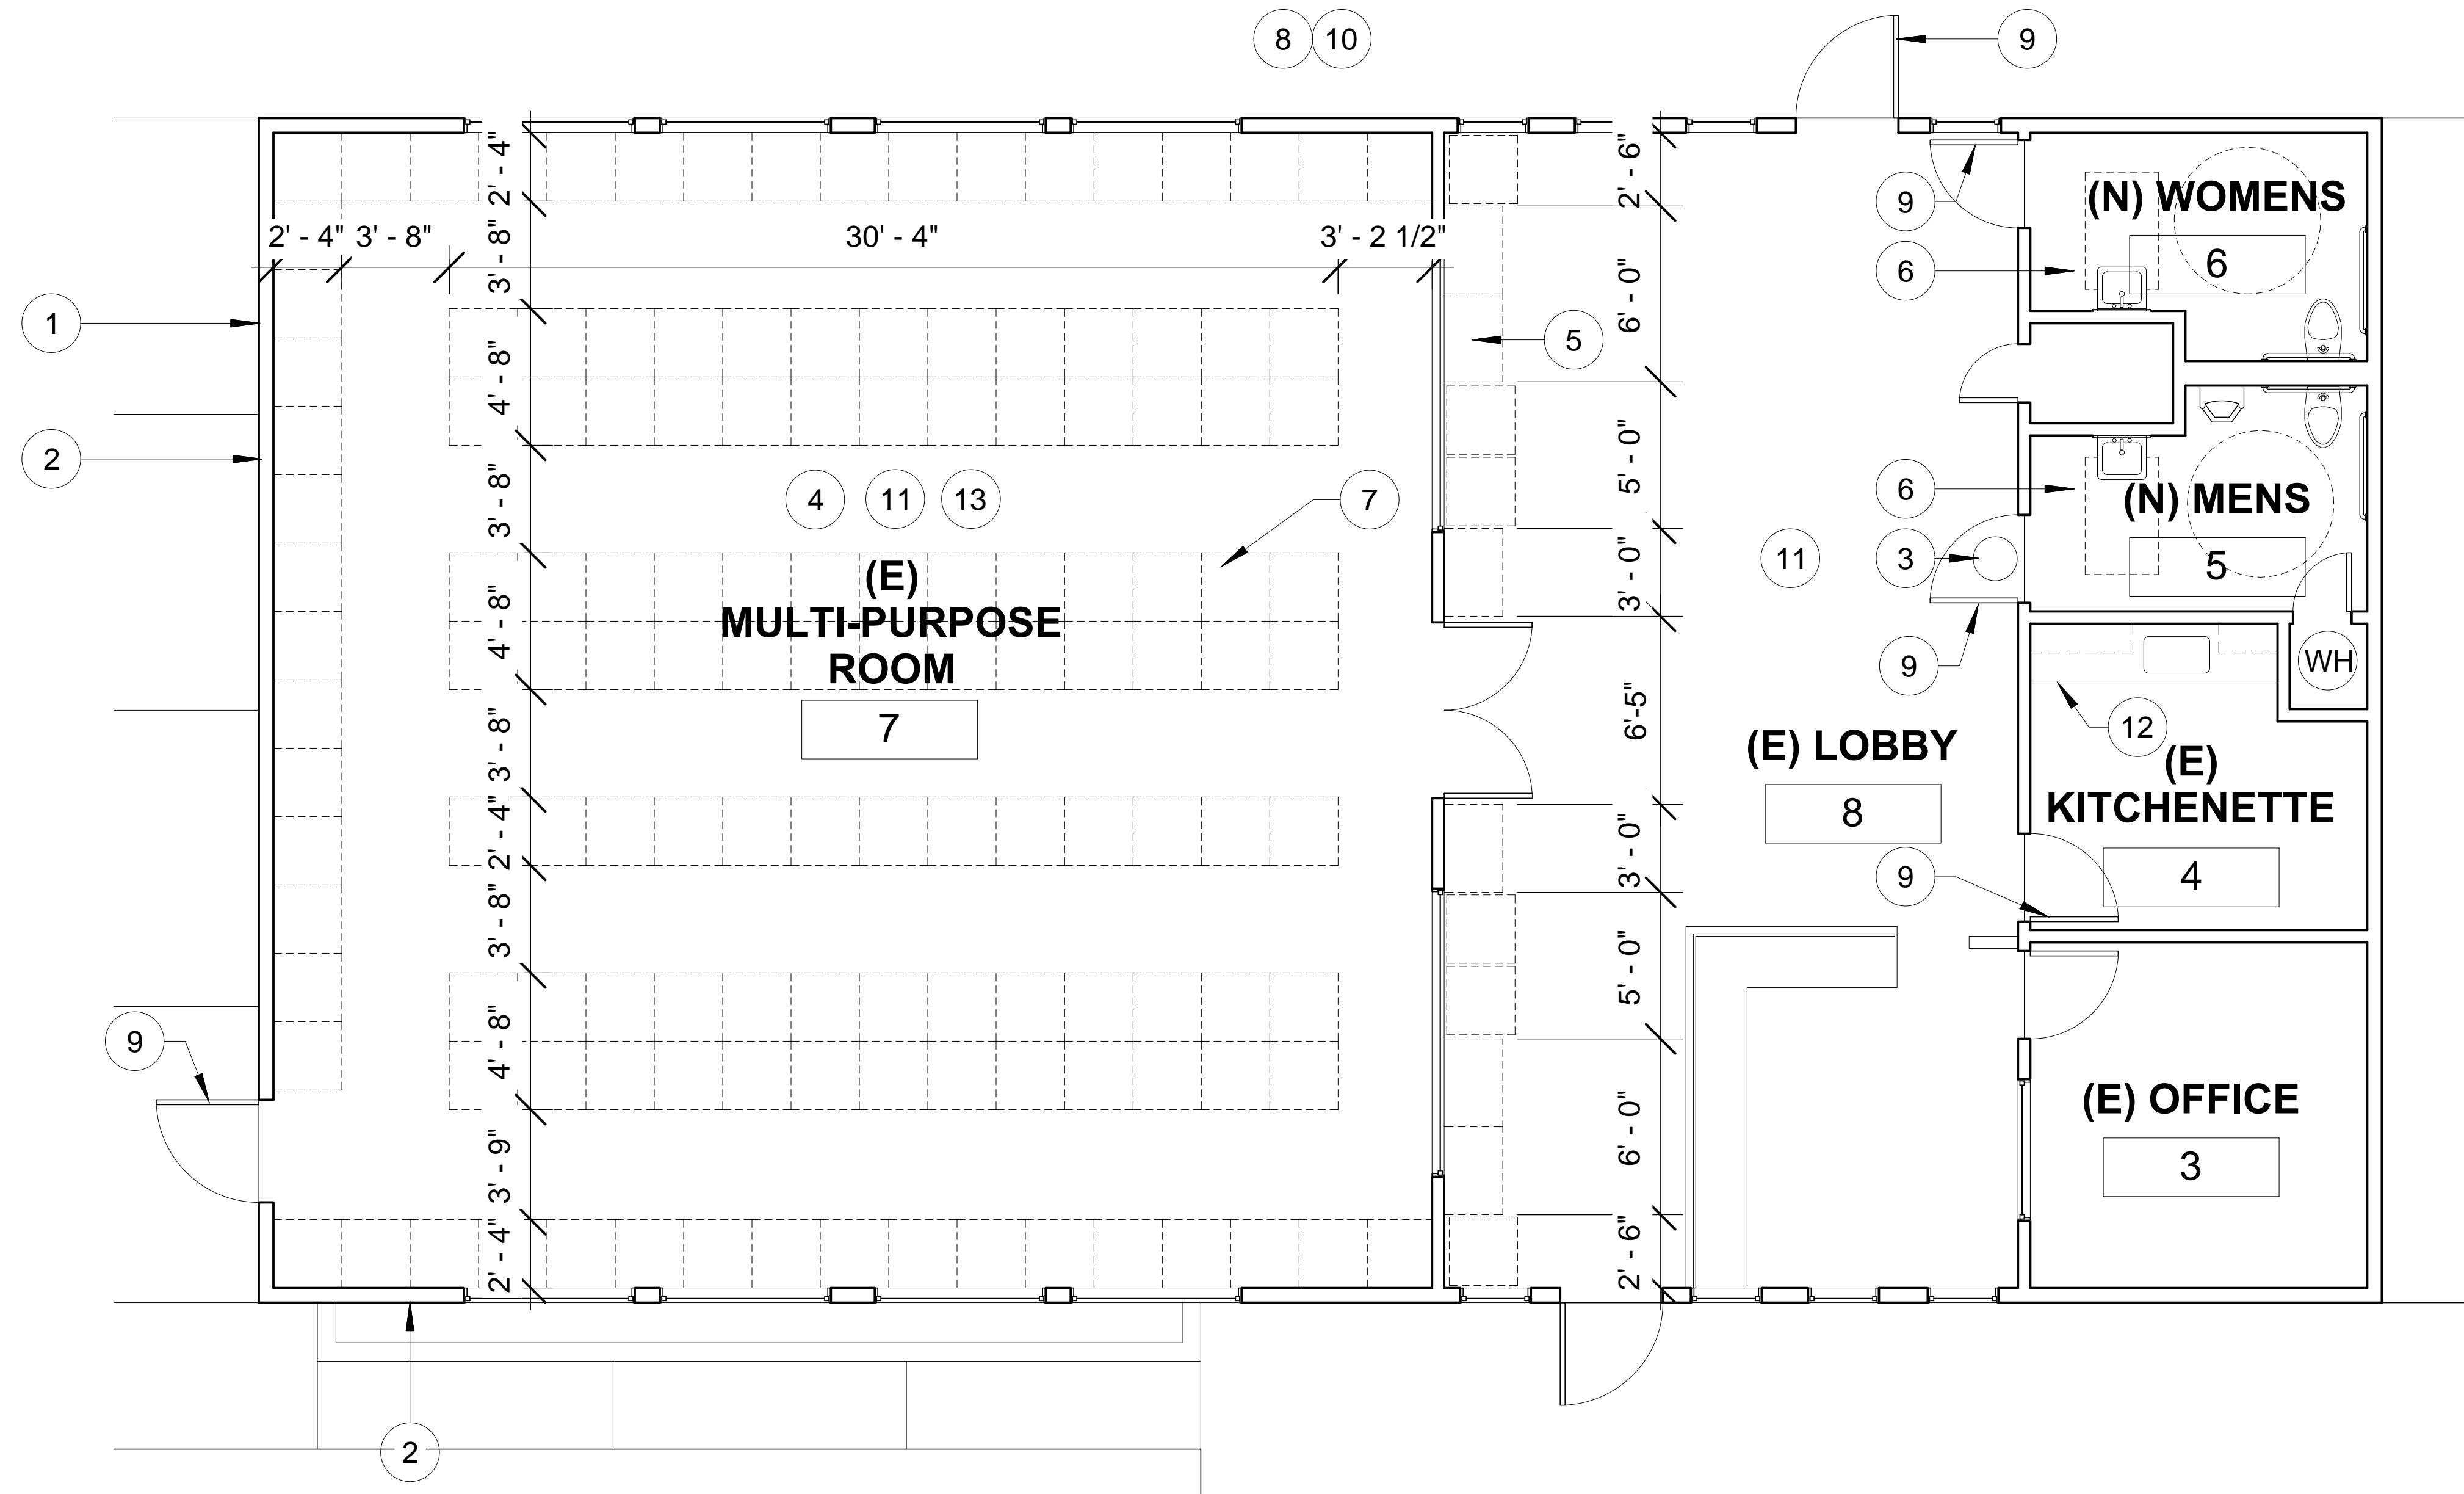 8 10
9
2' - 4"
2' - 6"
9
(N) WOMENS
6
2' - 4" 3' - 8" 30' - 4" 3' - 2 1/2"
3' - 8"
6
6' - 0"
1
5
4' - 8"
2
5' - 0"
3' - 8"
4 11 13
7
6
(N) MENS
5
11
3
3' - 0"
(E)
MULTI-PURPOSE
ROOM
7
4' - 8"
9
WH
6'-5"
12
3' - 8"
(E) LOBBY
8
(E)
KITCHENETTE
4
2' - 4"
3' - 0"
9
3' - 8"
5' - 0"
9
4' - 8"
(E) OFFICE
3
6' - 0"
3' - 9"
2' - 4"
2' - 6"
2